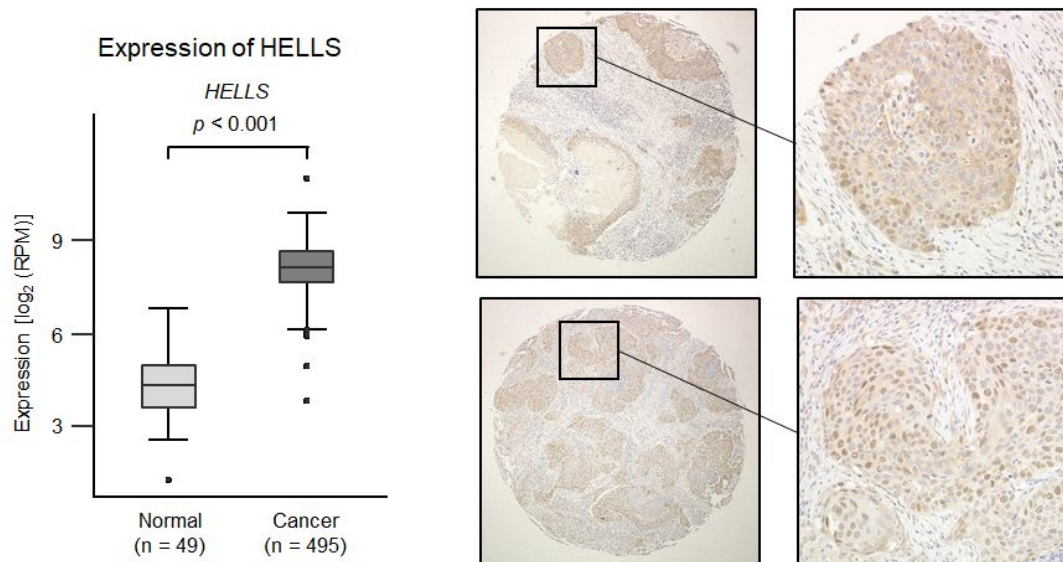 Expression of HELLS
HELLS
p < 0.001
Expression [log₂ (RPM)]
9
6
3
Normal
(n = 49)
Cancer
(n = 495)